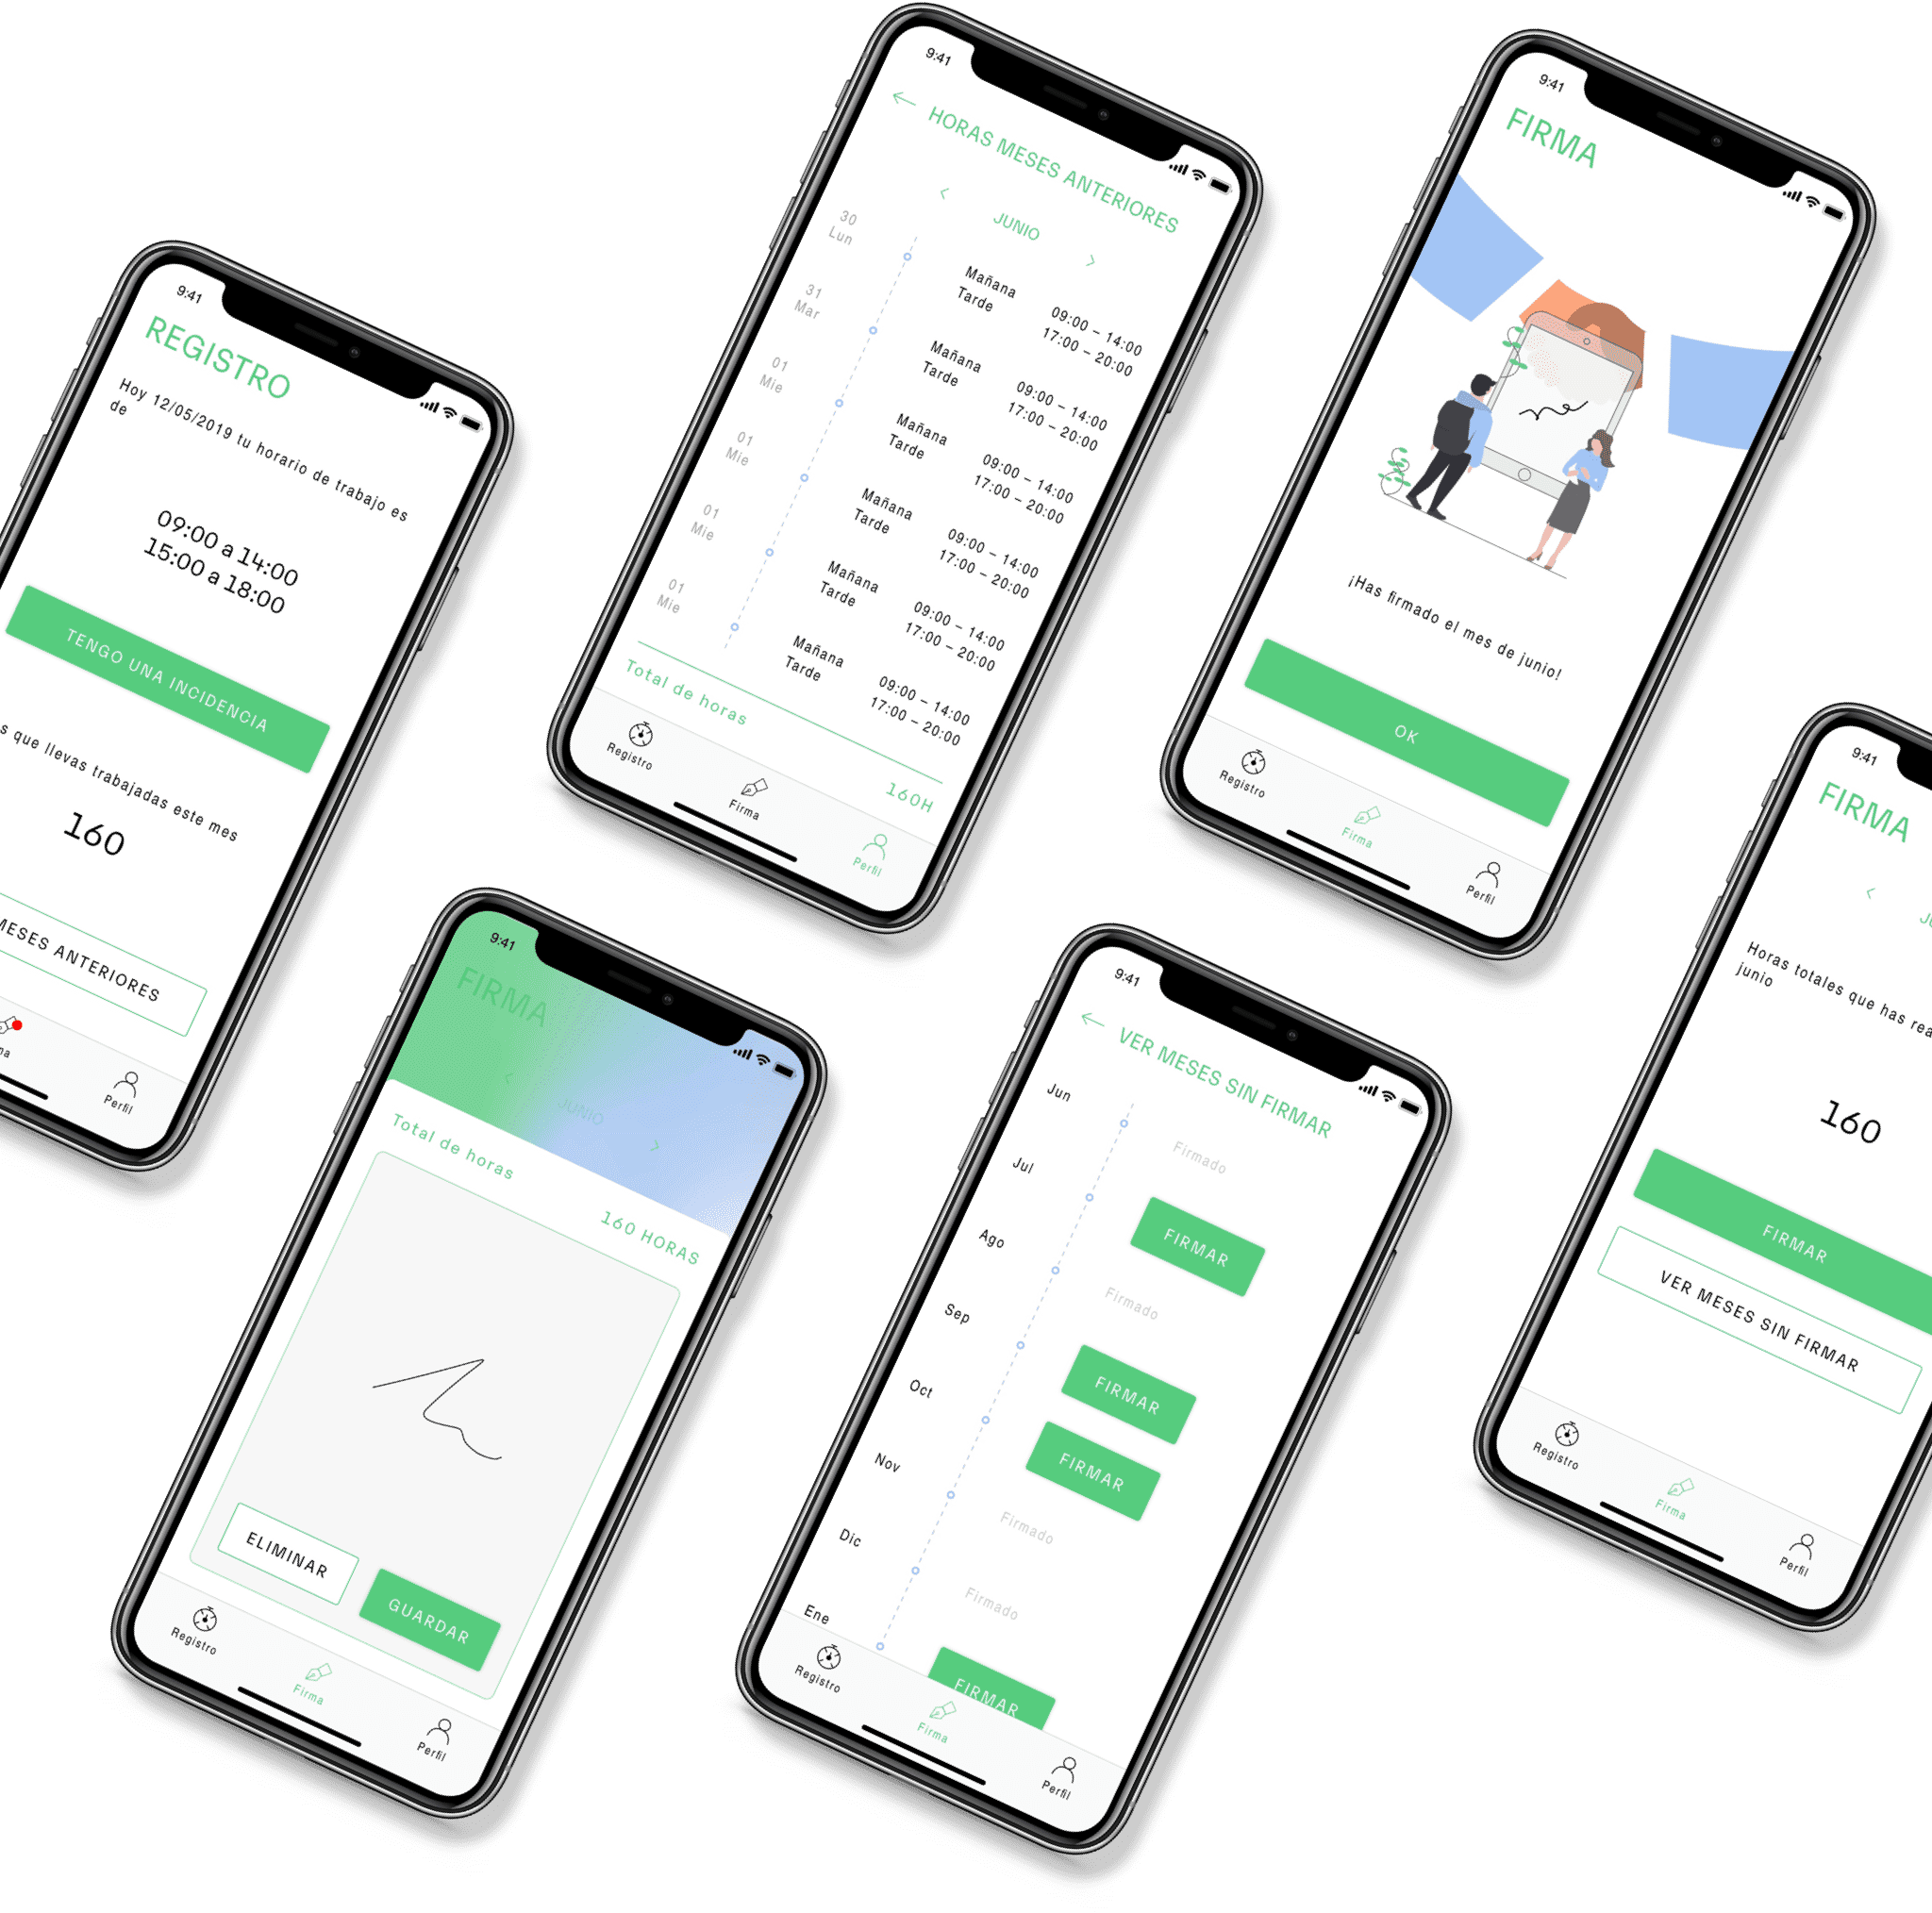 9:41
REGISTRO
Hoy 12/05/2019 tu horario de trabajo es
de
09:00 a 14:00
15:00 a 18:00
TENGO UNA INCIDENCIA
que llevas trabajadas este mes
160
MESES ANTERIORES
Perfil
9:41
HORAS MESES ANTERIORES
JUNIO
30
Lun
Mañana 09:00 – 14:00
Tarde 17:00 – 20:00
31
Mar
Mañana 09:00 – 14:00
Tarde 17:00 – 20:00
01
Mie
Mañana 09:00 – 14:00
Tarde 17:00 – 20:00
01
Mie
Mañana 09:00 – 14:00
Tarde 17:00 – 20:00
01
Mie
Mañana 09:00 – 14:00
Tarde 17:00 – 20:00
01
Mie
Mañana 09:00 – 14:00
Tarde 17:00 – 20:00
Total de horas 160H
Registro
Firma
Perfil
9:41
FIRMA
¡Has firmado el mes de junio!
OK
Registro
Firma
Perfil
9:41
FIRMA
JUNIO
Total de horas
160 HORAS
ELIMINAR
GUARDAR
Registro
Firma
Perfil
9:41
VER MESES SIN FIRMAR
Jun
Firmado
Jul
FIRMAR
Ago
Firmado
Sep
FIRMAR
Oct
FIRMAR
Nov
Firmado
Dic
Firmado
Ene
FIRMAR
Registro
Firma
Perfil
9:41
FIRMA
Horas totales que has
junio
160
FIRMAR
VER MESES SIN FIRMAR
Registro
Firma
Perfil